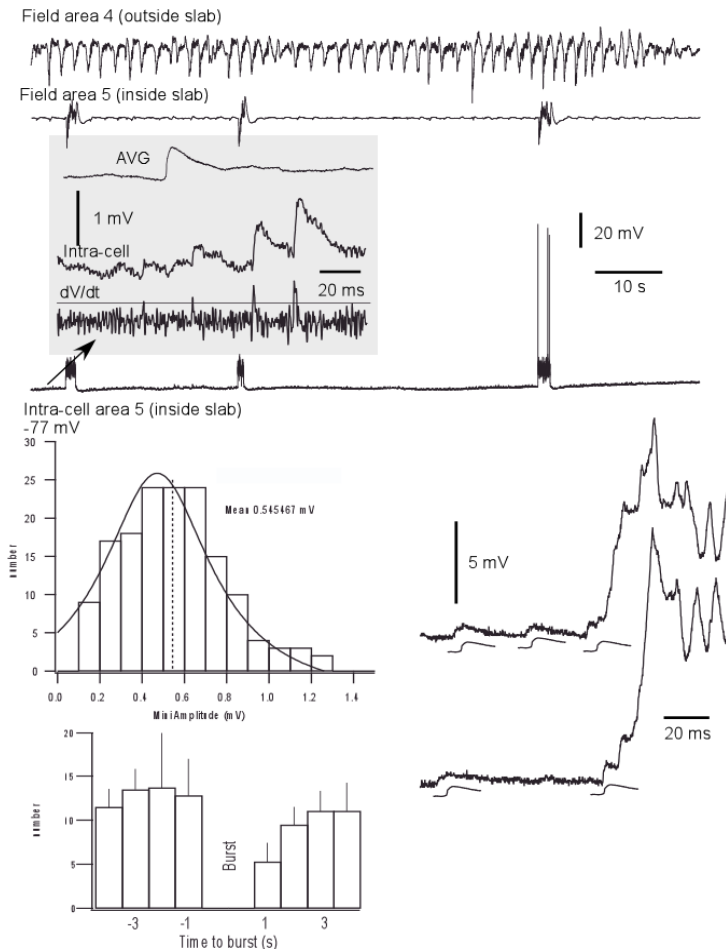 Field area 4 (outside slab)
Field area 5 (inside slab)
AVG
1 mV
Intra-cell
20 ms
dV/dt
20 mV
10 s
Intra-cell area 5 (inside slab)
-77 mV
30
25
20
15
10
5
0
number
Mean 0.545467 mV
0.0 0.2 0.4 0.6 0.8 1.0 1.2 1.4
Mini Amplitude (mV)
5 mV
20 ms
20
15
10
5
0
number
Burst
-3 -1 1 3
Time to burst (s)